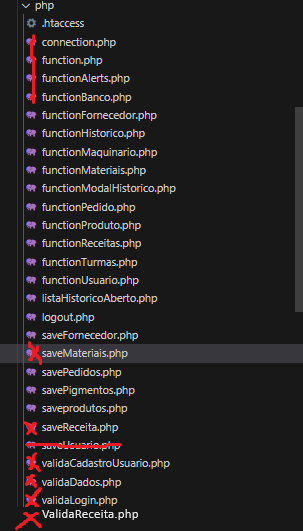 php
.htaccess
connection.php
function.php
functionAlerts.php
functionBanco.php
functionFornecedor.php
functionHistorico.php
functionMaquinario.php
functionMateriais.php
functionModalHistorico.php
functionPedido.php
functionProduto.php
functionReceitas.php
functionTurmas.php
functionUsuario.php
listaHistoricoAberto.php
logout.php
saveFornecedor.php
saveMateriais.php
savePedidos.php
savePigmentos.php
saveprodutos.php
saveReceita.php
saveUsuario.php
validaCadastroUsuario.php
validaDados.php
validaLogin.php
ValidaReceita.php